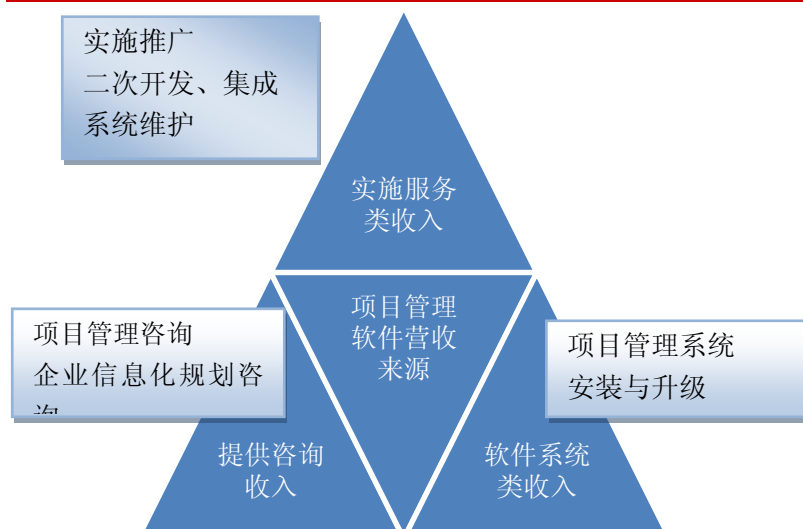 实施推广
二次开发、集成
系统维护
实施服务
类收入
项目管理
软件营收
来源
项目管理咨询
企业信息化规划咨
项目管理系统
安装与升级
提供咨询
收入
软件系统
类收入